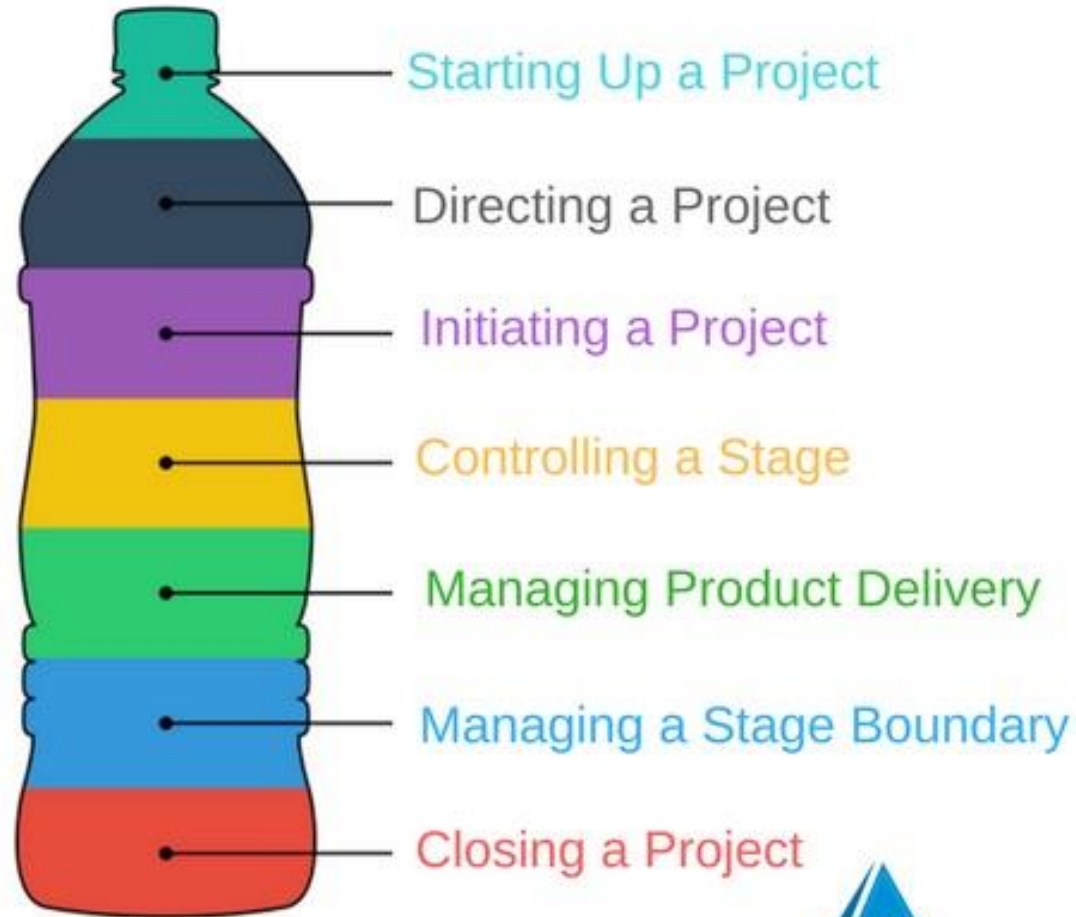 Starting Up a Project
Directing a Project
Initiating a Project
Controlling a Stage
Managing Product Delivery
Managing a Stage Boundary
Closing a Project